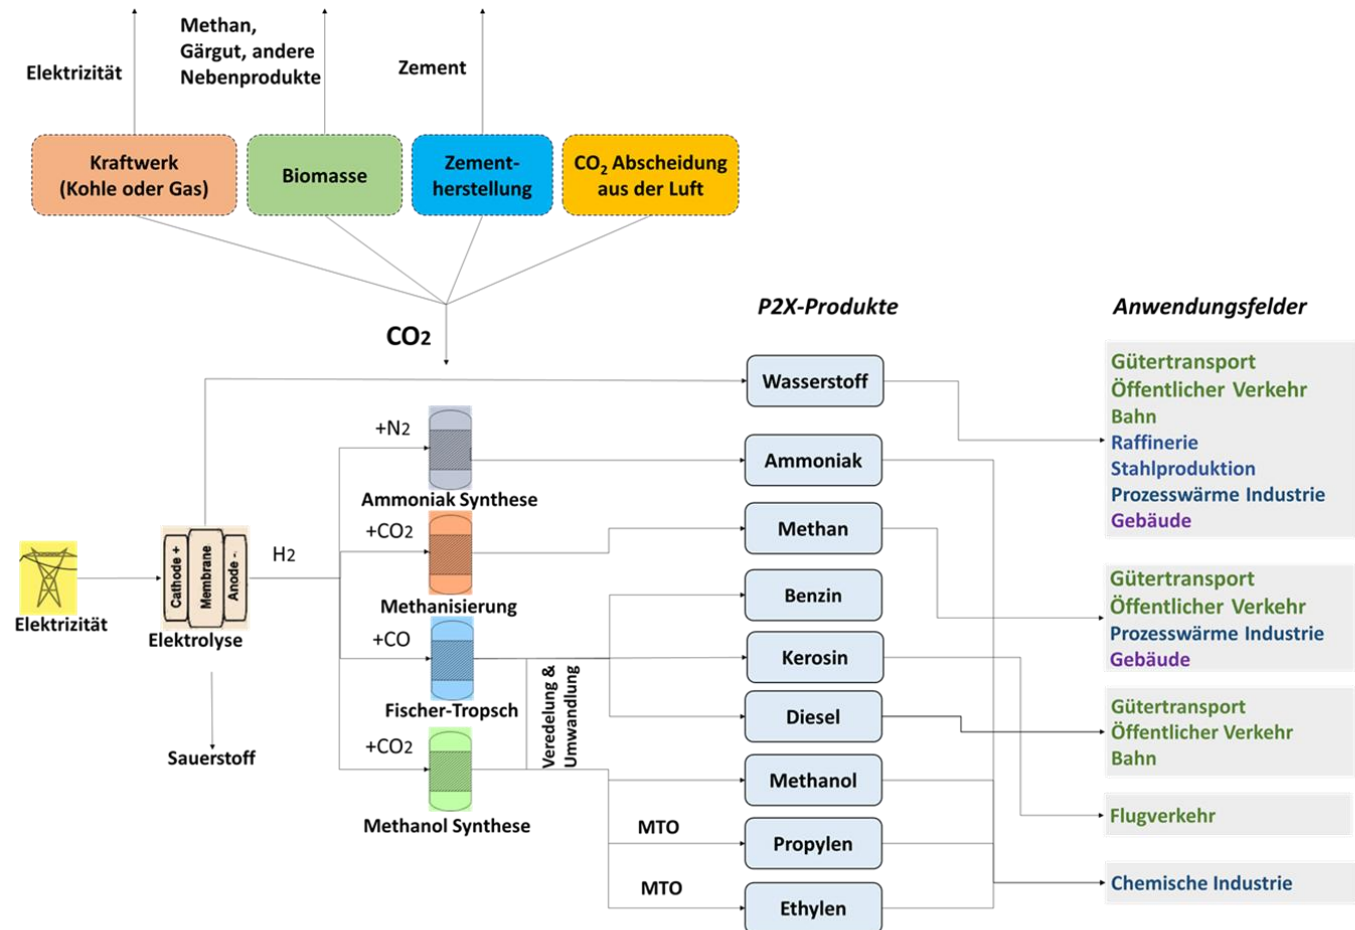 Elektrizität
Methan,
Gärgut, andere
Nebenprodukte
Zement
Kraftwerk
(Kohle oder Gas)
Biomasse
Zement-
herstellung
CO2 Abscheidung
aus der Luft
CO2
P2X-Produkte
Anwendungsfelder
Wasserstoff
Gütertransport
Öffentlicher Verkehr
Bahn
Raffinerie
Stahlproduktion
Prozesswärme Industrie
Gebäude
+N2
Ammoniak Synthese
Ammoniak
+CO2
Methanisierung
Methan
Elektrizität
Cathode +
Membrane
Anode -
Elektrolyse
H2
Sauerstoff
Benzin
Gütertransport
Öffentlicher Verkehr
Prozesswärme Industrie
Gebäude
+CO
Fischer-Tropsch
Veredelung &
Umwandlung
Kerosin
Diesel
Gütertransport
Öffentlicher Verkehr
Bahn
+CO2
Methanol Synthese
Methanol
Flugverkehr
MTO
Propylen
MTO
Ethylen
Chemische Industrie